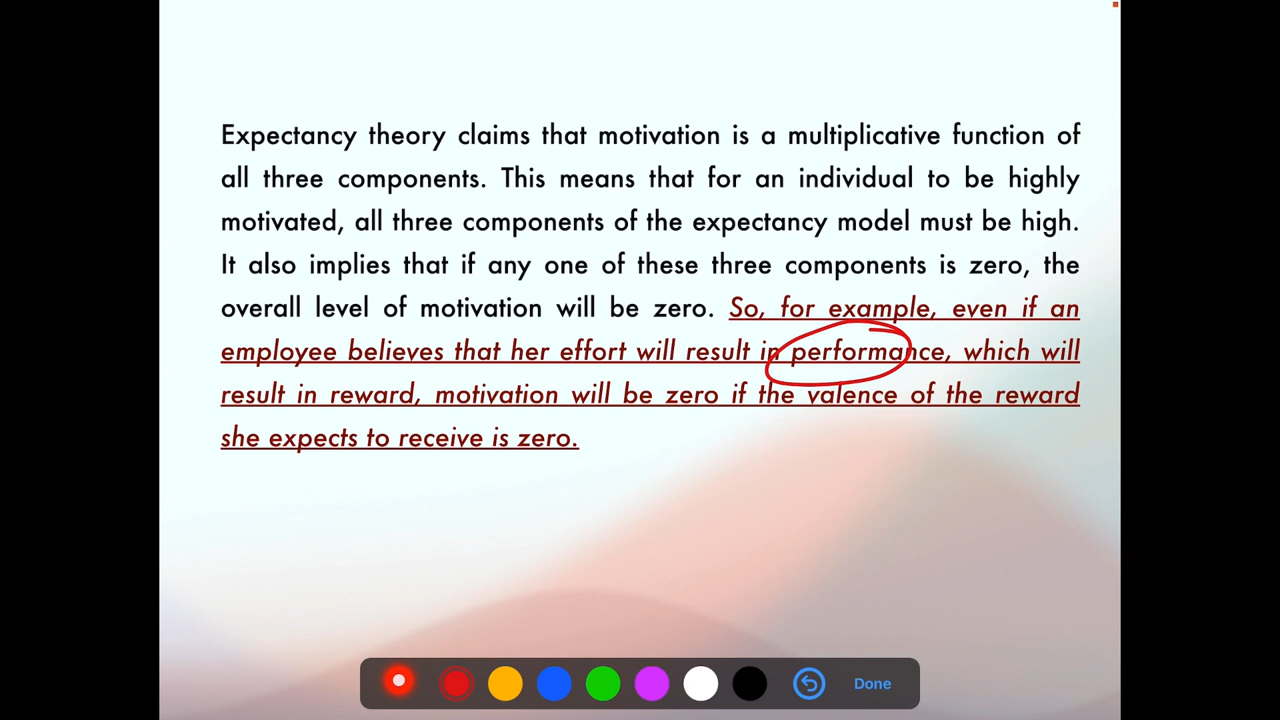 Expectancy theory claims that motivation is a multiplicative function of
all three components. This means that for an individual to be highly
motivated, all three components of the expectancy model must be high.
It also implies that if any one of these three components is zero, the
overall level of motivation will be zero. So, for example, even if an
employee believes that her effort will result in performance, which will
result in reward, motivation will be zero if the valence of the reward
she expects to receive is zero.
Done